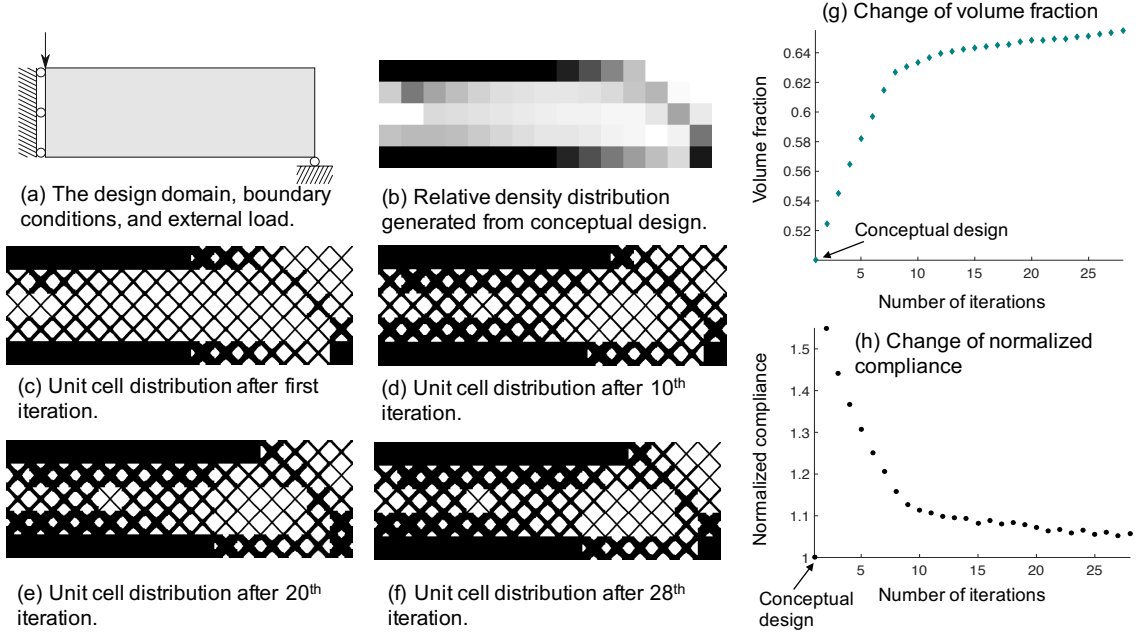 (a) The design domain, boundary
conditions, and external load.
(b) Relative density distribution
generated from conceptual design.
(c) Unit cell distribution after first
iteration.
(d) Unit cell distribution after 10th
iteration.
(e) Unit cell distribution after 20th
iteration.
(f) Unit cell distribution after 28th
iteration.
(g) Change of volume fraction
Volume fraction
0.64
0.62
0.6
0.58
0.56
0.54
0.52
Conceptual design
5
10
15
20
25
Number of iterations
(h) Change of normalized
compliance
Normalized compliance
1.5
1.4
1.3
1.2
1.1
1
5
10
15
20
25
Number of iterations
Conceptual
design